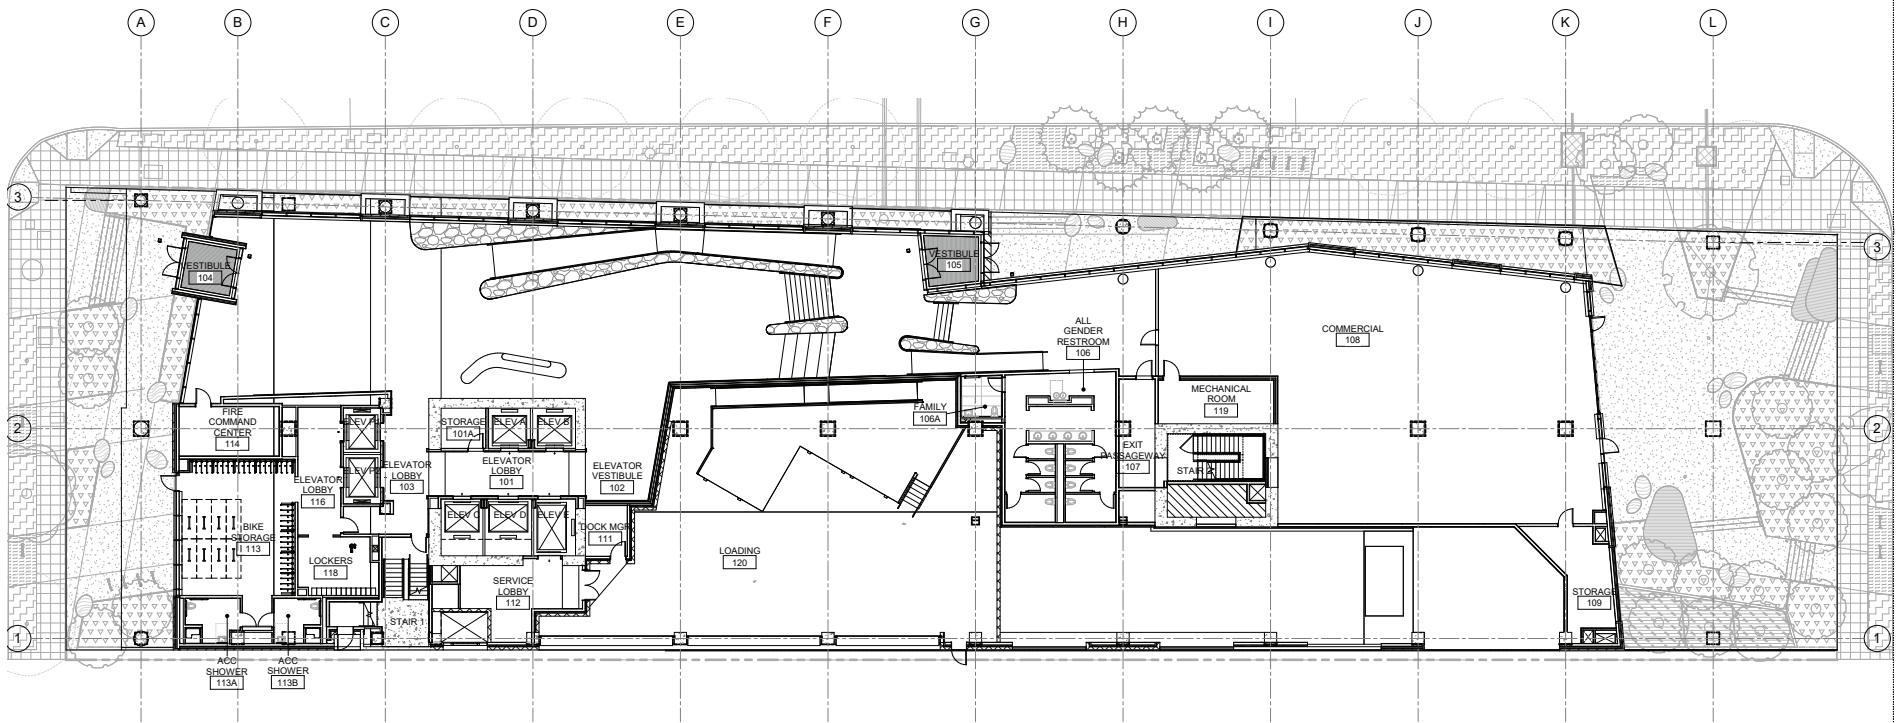 A B C D E F G H I J K L
3
3
VESTIBULE
104
VESTIBULE
105
ALL
GENDER
RESTROOM
106
COMMERCIAL
108
MECHANICAL
ROOM
119
FAMILY
106A
2
2
FIRE
COMMAND
CENTER
114
STORAGE
101A
ELEV A
ELEV B
ELEVATOR
LOBBY
103
ELEVATOR
LOBBY
101
ELEVATOR
VESTIBULE
102
EXIT
PASSAGEWAY
107
STAIR 2
ELEVATOR
LOBBY
116
ELEV C
ELEV D
ELEV E
DOCK MGR
111
BIKE
STORAGE
113
LOCKERS
118
LOADING
120
SERVICE
LOBBY
112
STORAGE
109
STAIR 1
1
1
ACC
SHOWER
113A
ACC
SHOWER
113B